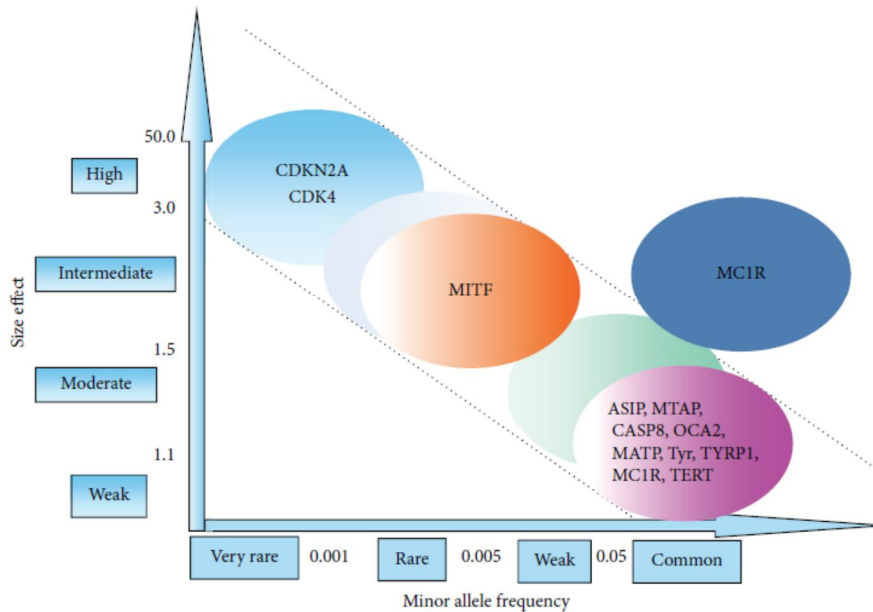 50.0
High
3.0
Intermediate
1.5
Moderate
1.1
Weak
Size effect
CDKN2A
CDK4
MITF
MC1R
ASIP, MTAP,
CASP8, OCA2,
MATP, Tyr, TYRP1,
MC1R, TERT
Very rare 0.001 Rare 0.005 Weak 0.05 Common
Minor allele frequency